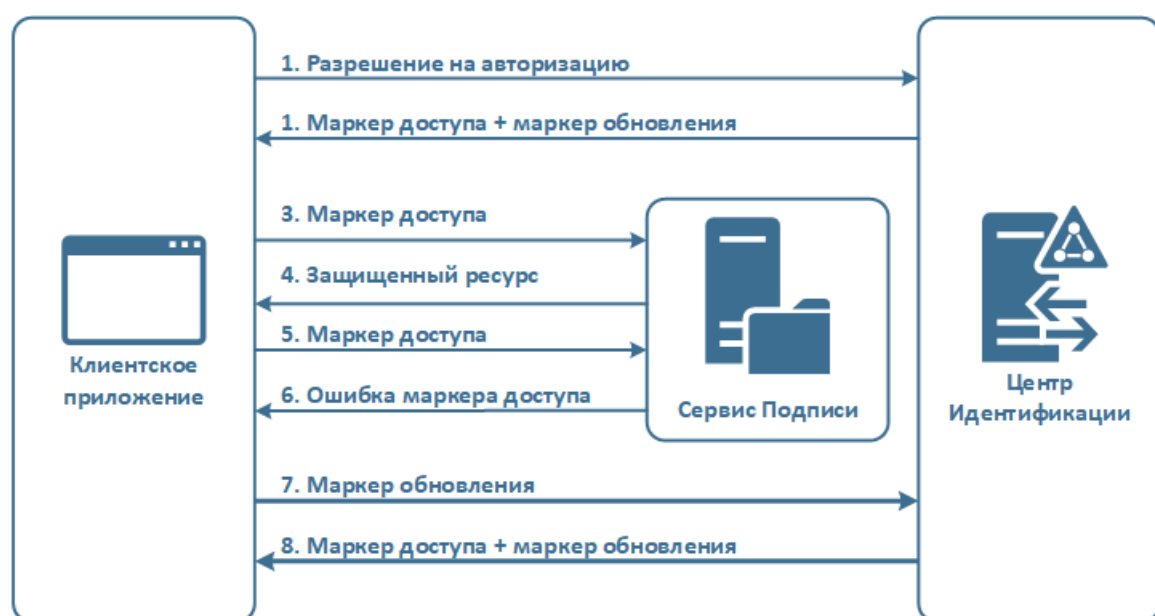 1. Разрешение на авторизацию
1. Маркер доступа + маркер обновления
3. Маркер доступа
4. Защищенный ресурс
5. Маркер доступа
6. Ошибка маркера доступа
Клиентское
приложение
Сервис Подписи
Центр
Идентификации
7. Маркер обновления
8. Маркер доступа + маркер обновления